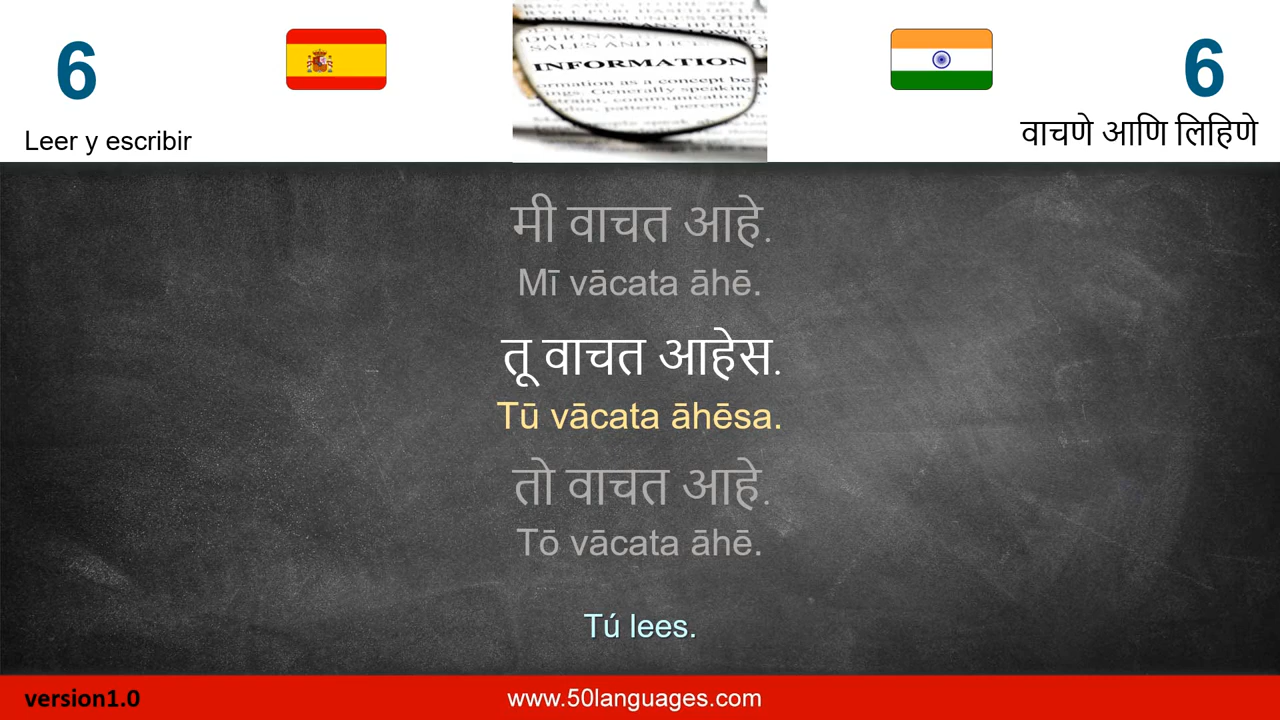 6
6
Leer y escribir
वाचणे आणि लिहिणे
INFORMATION
मी वाचत आहे.
Mī vācata āhē.
तू वाचत आहेस.
Tū vācata āhēsa.
तो वाचत आहे.
Tō vācata āhē.
Tú lees.
version1.0
www.50languages.com